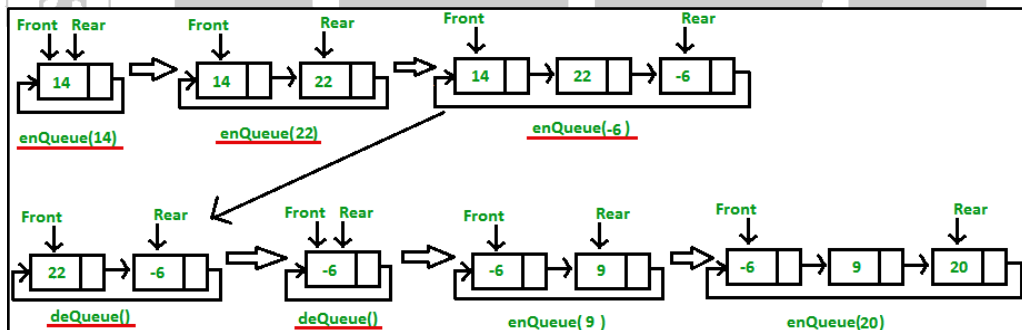 Front Rear
14
enQueue(14)
Front Rear
14 22
enQueue(22)
Front Rear
14 22 -6
enQueue(-6)
Front Rear
22 -6
deQueue()
Front Rear
-6
deQueue()
Front Rear
-6 9
enQueue( 9 )
Front Rear
-6 9 20
enQueue(20)